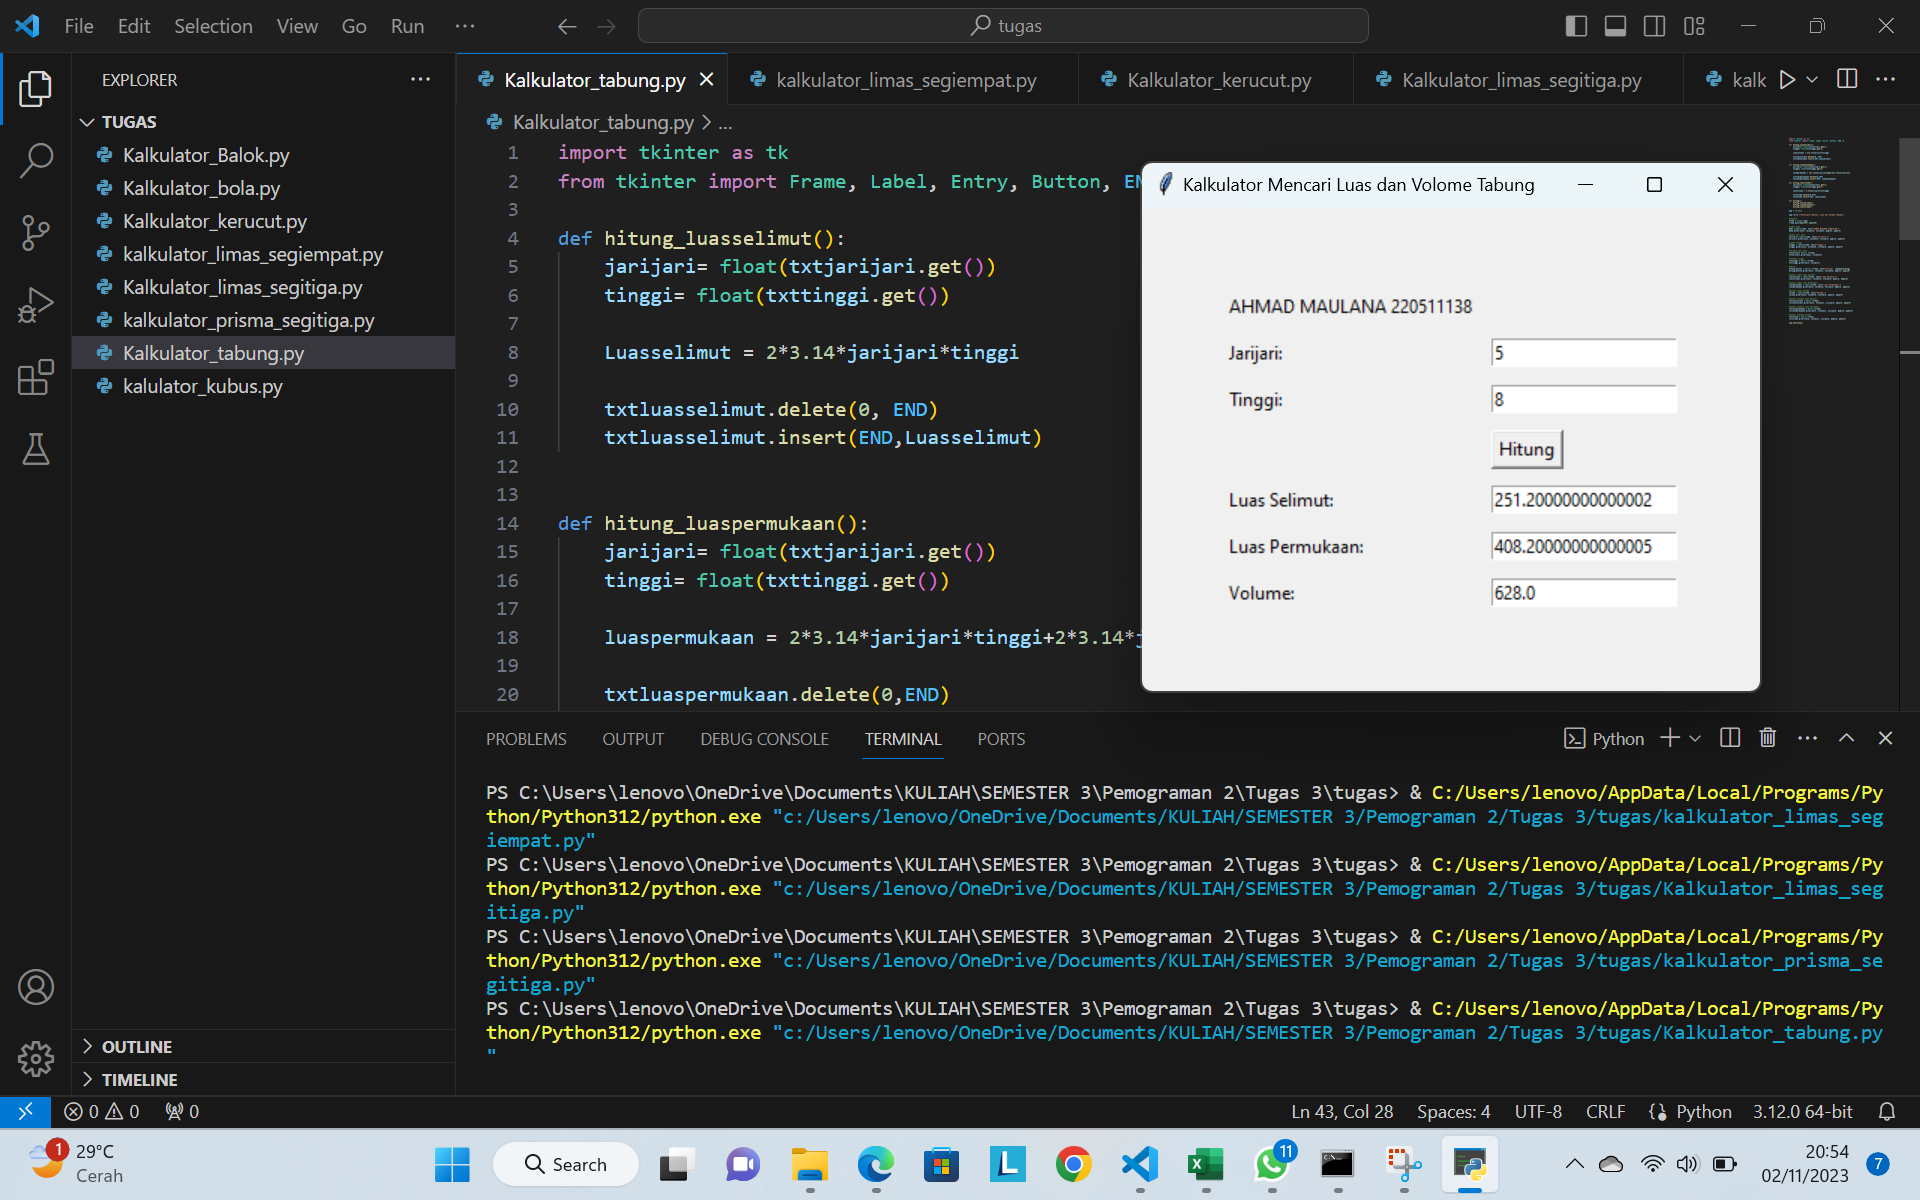 File Edit Selection View Go Run ... tugas
EXPLORER
TUGAS
Kalkulator_Balok.py
Kalkulator_bola.py
Kalkulator_kerucut.py
kalkulator_limas_segiempat.py
Kalkulator_limas_segitiga.py
kalkulator_prisma_segitiga.py
Kalkulator_tabung.py
kalulator_kubus.py
OUTLINE
TIMELINE
Kalkulator_tabung.py kalkulator_limas_segiempat.py Kalkulator_kerucut.py Kalkulator_limas_segitiga.py kalk
Kalkulator_tabung.py > ...
1 import tkinter as tk
2 from tkinter import Frame, Label, Entry, Button, EN
3
4 def hitung_luasselimut():
5 jarijari= float(txtjarijari.get())
6 tinggi= float(txttinggi.get())
7
8 Luasselimut = 2*3.14*jarijari*tinggi
9
10 txtluasselimut.delete(0, END)
11 txtluasselimut.insert(END,Luasselimut)
12
13
14 def hitung_luaspermukaan():
15 jarijari= float(txtjarijari.get())
16 tinggi= float(txttinggi.get())
17
18 luaspermukaan = 2*3.14*jarijari*tinggi+2*3.14*j
19
20 txtluaspermukaan.delete(0,END)
Kalkulator Mencari Luas dan Volome Tabung
AHMAD MAULANA 220511138
Jarijari: 5
Tinggi: 8
Hitung
Luas Selimut: 251.20000000000002
Luas Permukaan: 408.20000000000005
Volume: 628.0
PROBLEMS OUTPUT DEBUG CONSOLE TERMINAL PORTS Python
PS C:\Users\lenovo\OneDrive\Documents\KULIAH\SEMESTER 3\Pemograman 2\Tugas 3\tugas> & C:/Users/lenovo/AppData/Local/Programs/Py
thon/Python312/python.exe "c:/Users/lenovo/OneDrive/Documents/KULIAH/SEMESTER 3/Pemograman 2/Tugas 3/tugas/kalkulator_limas_seg
iempat.py"
PS C:\Users\lenovo\OneDrive\Documents\KULIAH\SEMESTER 3\Pemograman 2\Tugas 3\tugas> & C:/Users/lenovo/AppData/Local/Programs/Py
thon/Python312/python.exe "c:/Users/lenovo/OneDrive/Documents/KULIAH/SEMESTER 3/Pemograman 2/Tugas 3/tugas/Kalkulator_limas_seg
itiga.py"
PS C:\Users\lenovo\OneDrive\Documents\KULIAH\SEMESTER 3\Pemograman 2\Tugas 3\tugas> & C:/Users/lenovo/AppData/Local/Programs/Py
thon/Python312/python.exe "c:/Users/lenovo/OneDrive/Documents/KULIAH/SEMESTER 3/Pemograman 2/Tugas 3/tugas/kalkulator_prisma_se
gitiga.py"
PS C:\Users\lenovo\OneDrive\Documents\KULIAH\SEMESTER 3\Pemograman 2\Tugas 3\tugas> & C:/Users/lenovo/AppData/Local/Programs/Py
thon/Python312/python.exe "c:/Users/lenovo/OneDrive/Documents/KULIAH/SEMESTER 3/Pemograman 2/Tugas 3/tugas/Kalkulator_tabung.py
"
0 0 0 Ln 43, Col 28 Spaces: 4 UTF-8 CRLF Python 3.12.0 64-bit
1 29°C
Cerah
Search
11
20:54
02/11/2023
7